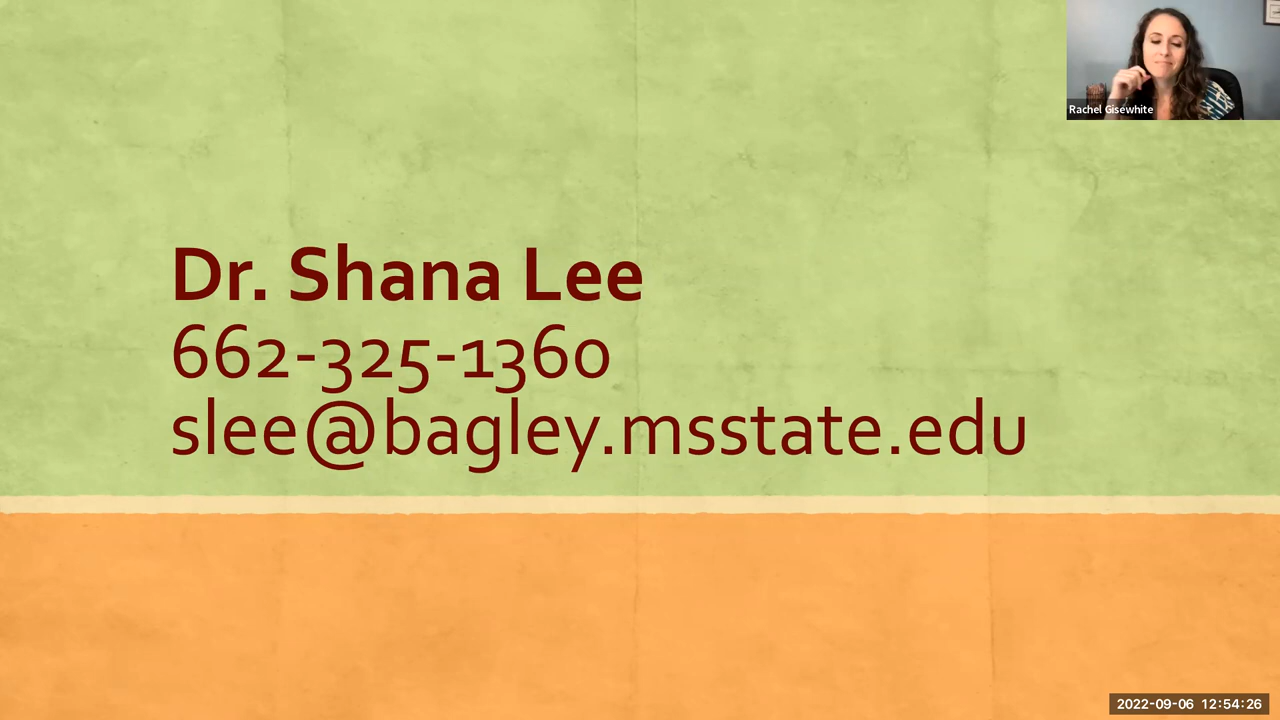 Rachel Gisewhite
Dr. Shana Lee
662-325-1360
slee@bagley.msstate.edu
2022-09-06 12:54:26